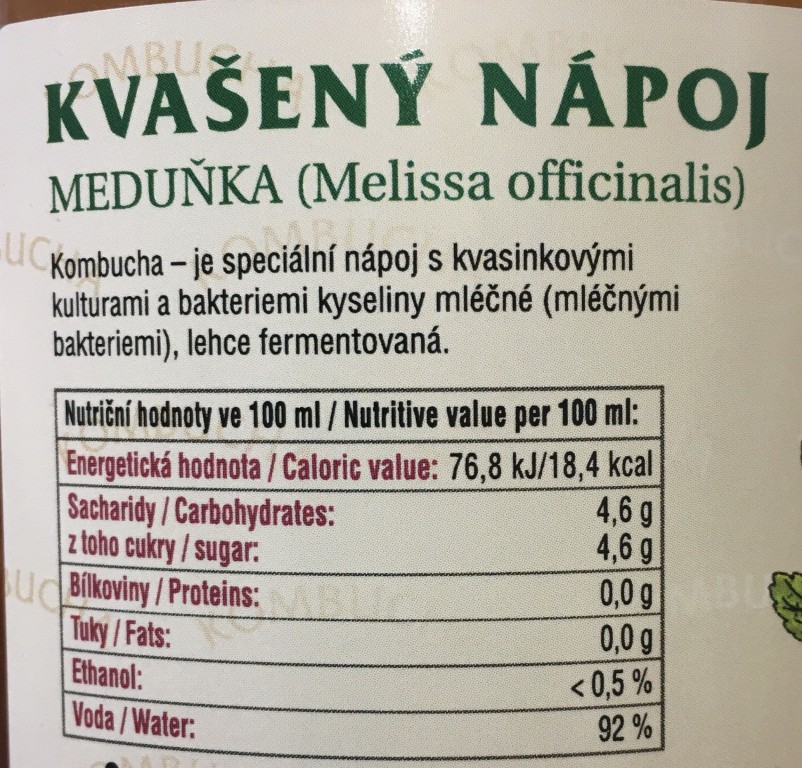 KVAŠENÝ NÁPOJ
MEDUŇKA (Melissa officinalis)
Kombucha – je speciální nápoj s kvasinkovými
kulturami a bakteriemi kyseliny mléčné (mléčnými
bakteriemi), lehce fermentovaná.
Nutriční hodnoty ve 100 ml / Nutritive value per 100 ml:
Energetická hodnota / Caloric value: 76,8 kJ/18,4 kcal
Sacharidy / Carbohydrates: 4,6 g
z toho cukry / sugar: 4,6 g
Bílkoviny / Proteins: 0,0 g
Tuky / Fats: 0,0 g
Ethanol: < 0,5 %
Voda / Water: 92 %